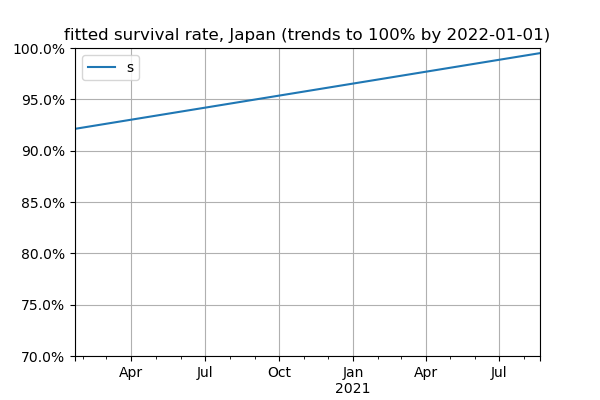 fitted survival rate, Japan (trends to 100% by 2022-01-01)
100.0%
95.0%
90.0%
85.0%
80.0%
75.0%
70.0%
s
Apr Jul Oct Jan Apr Jul
2021